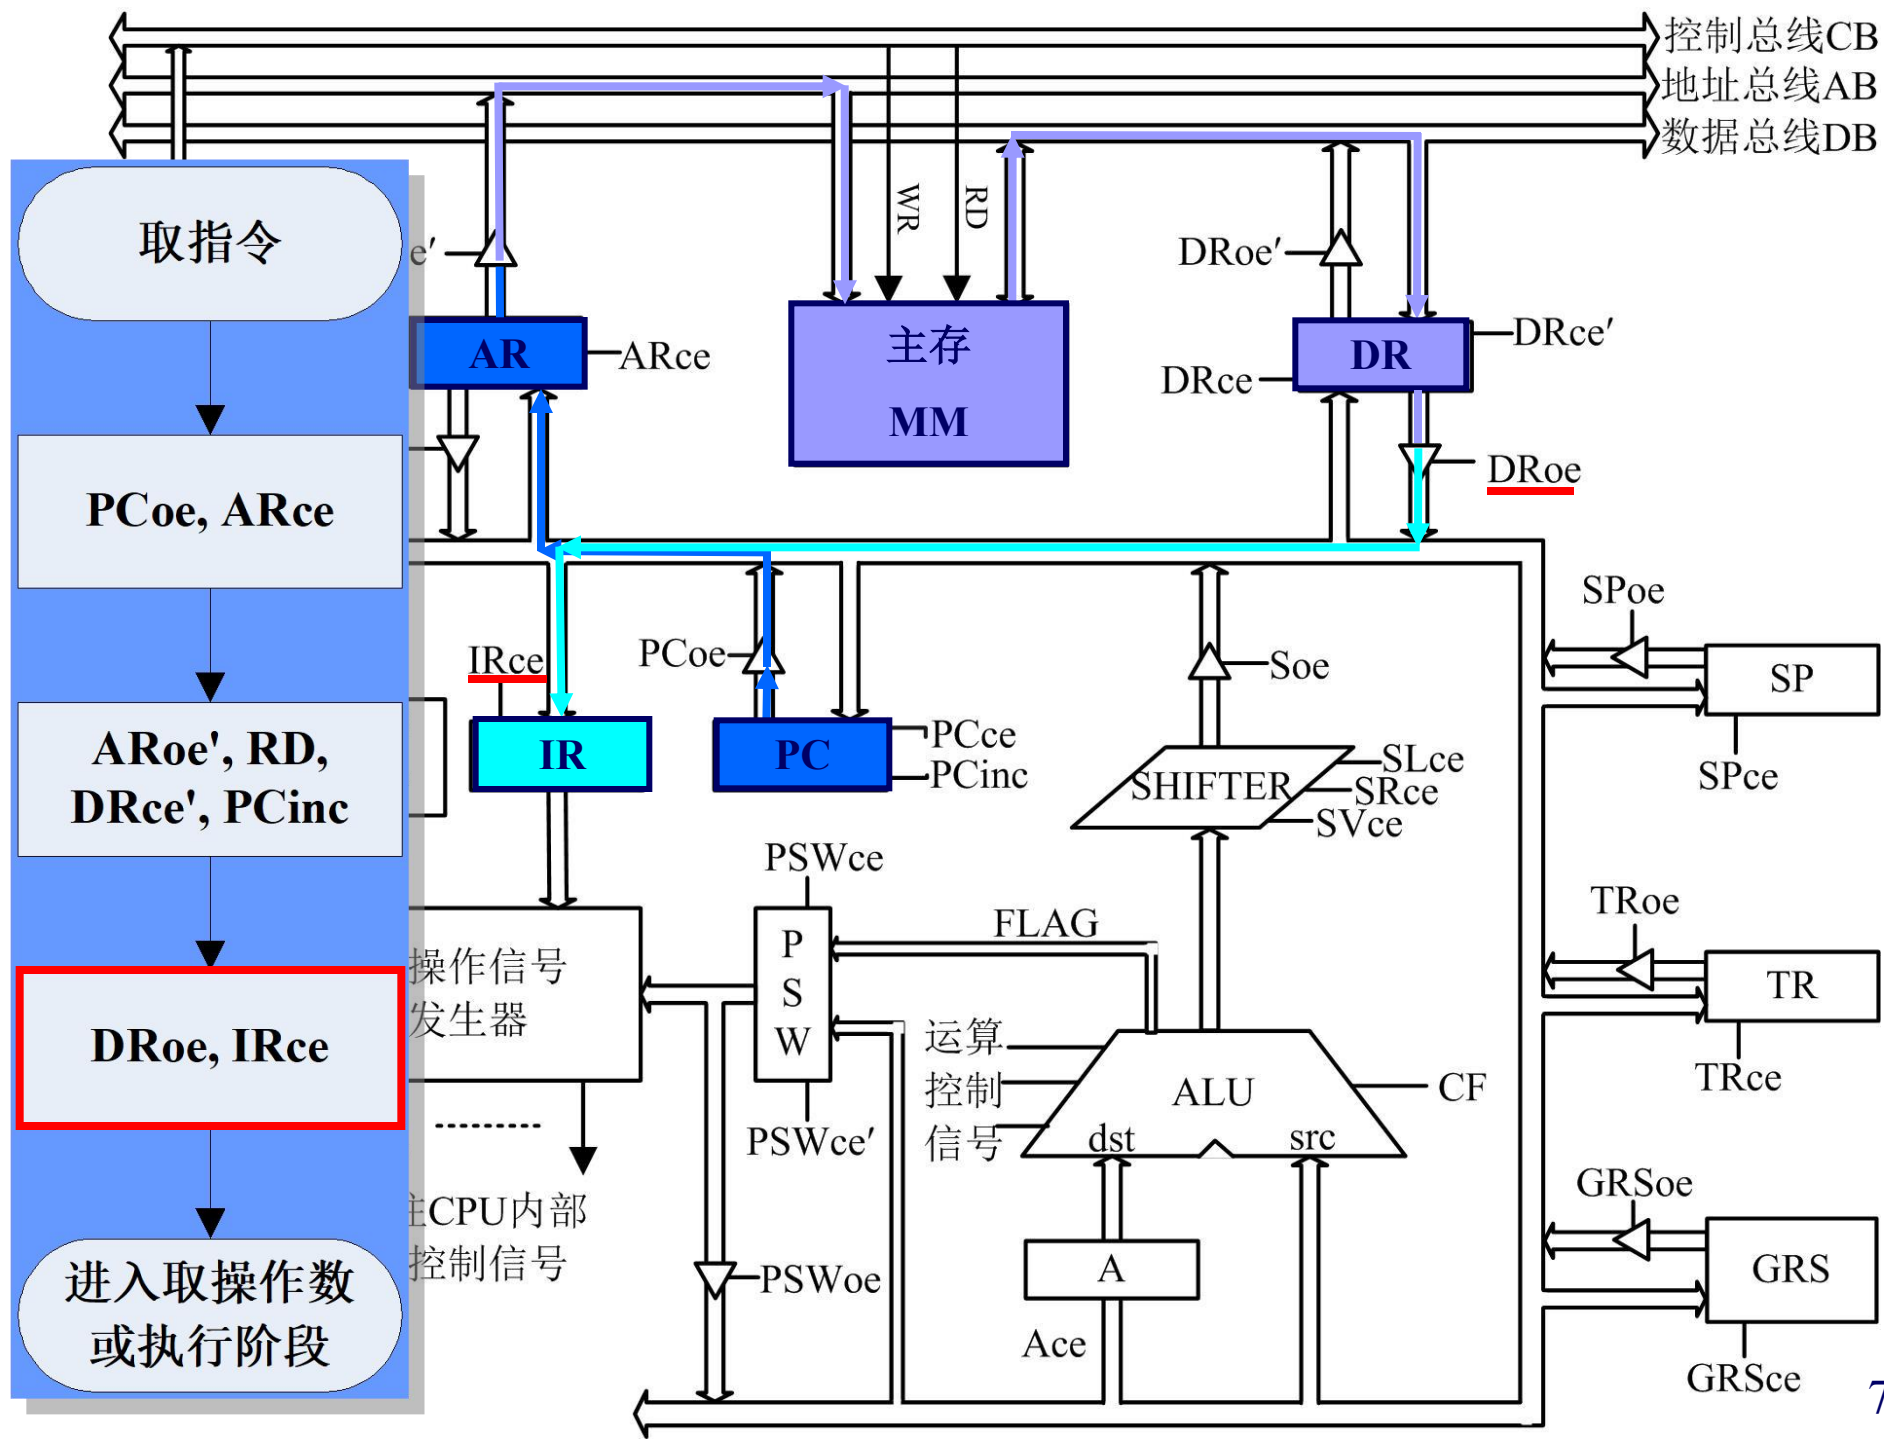 控制总线CB
地址总线AB
数据总线DB
取指令
PCoe, ARce
ARoe', RD,
DRce', PCinc
DRoe, IRce
进入取操作数
或执行阶段
e′
AR
ARce
WR
RD
主存
MM
DRoe′
DRce′
DRce
DR
DRoe
IRce
IR
PCoe
PC
PCce
PCinc
Soe
SHIFTER
SLce
SRce
SVce
SPoe
SP
SPce
PSWce
P
S
W
PSWce′
FLAG
操作信号
发生器
运算
控制
信号
ALU
CF
dst
src
TRoe
TR
TRce
CPU内部
控制信号
PSWoe
A
Ace
GRSoe
GRS
GRSce
7